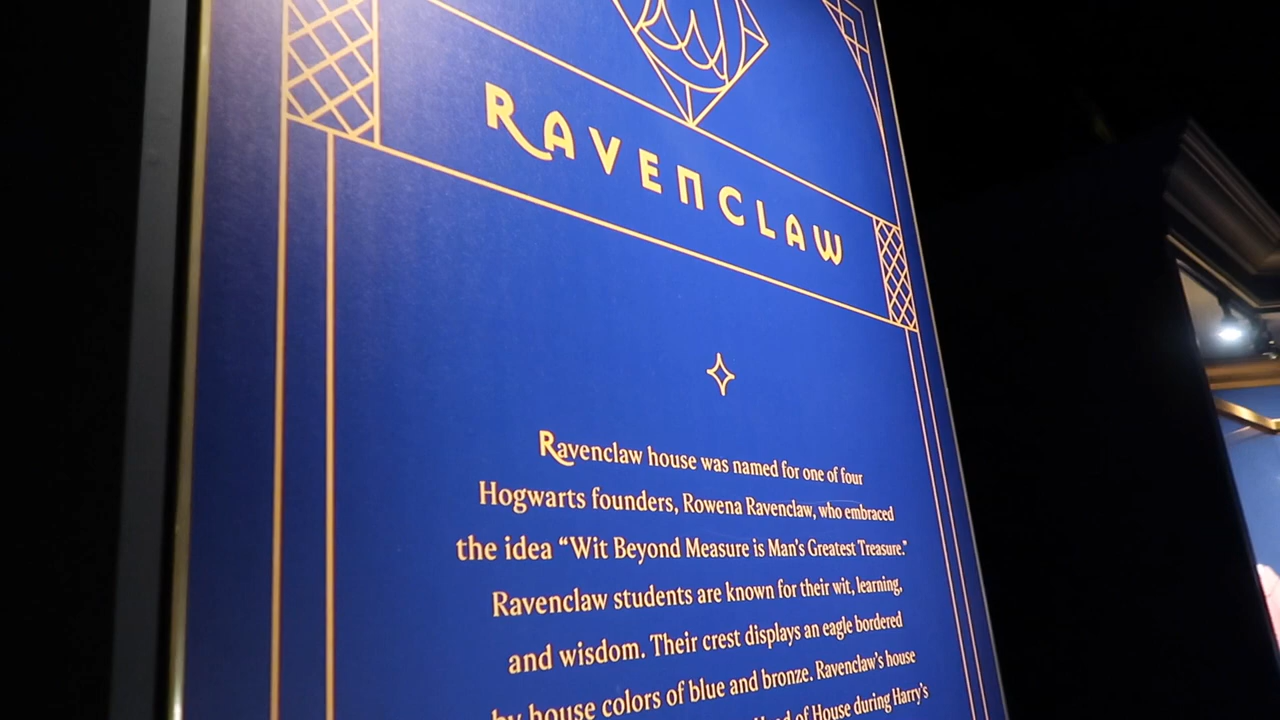 RAVENCLAW
Ravenclaw house was named for one of four
Hogwarts founders, Rowena Ravenclaw, who embraced
the idea “Wit Beyond Measure is Man’s Greatest Treasure.”
Ravenclaw students are known for their wit, learning,
and wisdom. Their crest displays an eagle bordered
by house colors of blue and bronze. Ravenclaw’s house
of House during Harry’s